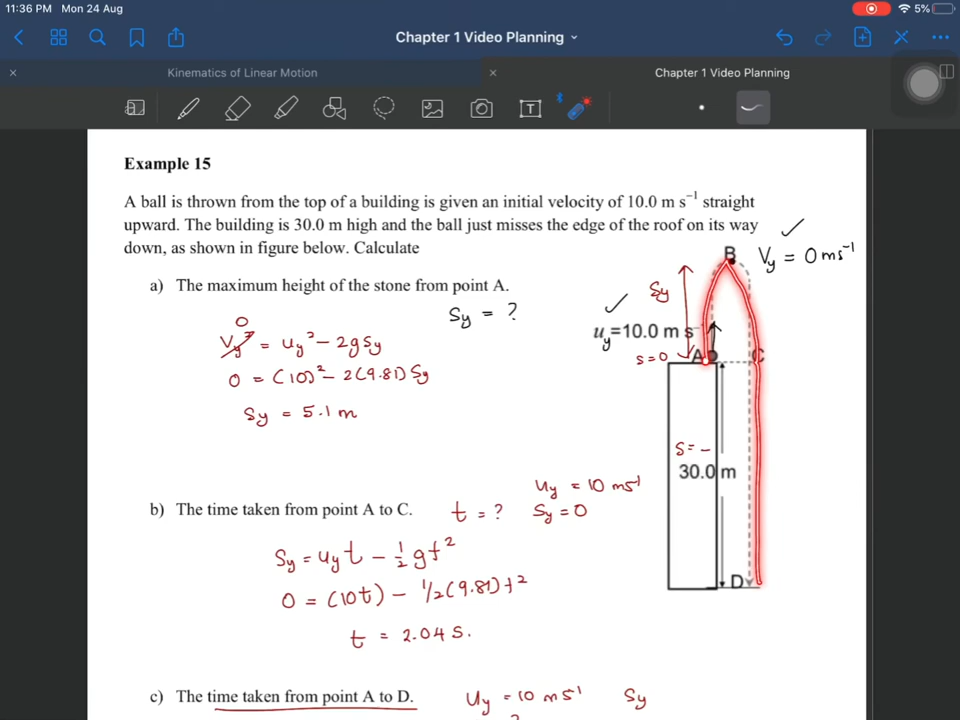 11:36 PM Mon 24 Aug
5%
Chapter 1 Video Planning
Kinematics of Linear Motion
Chapter 1 Video Planning
T
Example 15
A ball is thrown from the top of a building is given an initial velocity of 10.0 m s⁻¹ straight
upward. The building is 30.0 m high and the ball just misses the edge of the roof on its way
down, as shown in figure below. Calculate
B
Vy = 0 ms⁻¹
a) The maximum height of the stone from point A.
Sy = ?
Sy
uy=10.0 m s
0
Vy² = uy² - 2gSy
s=0
A
C
0 = (10)² - 2(9.81) Sy
Sy = 5.1 m
s = -
30.0 m
uy = 10 ms⁻¹
b) The time taken from point A to C.
t = ?
Sy = 0
Sy = uyt - ½gt²
D
0 = (10t) - 1/2(9.81)t²
t = 2.04 s.
c) The time taken from point A to D.
uy = 10 ms⁻¹
Sy